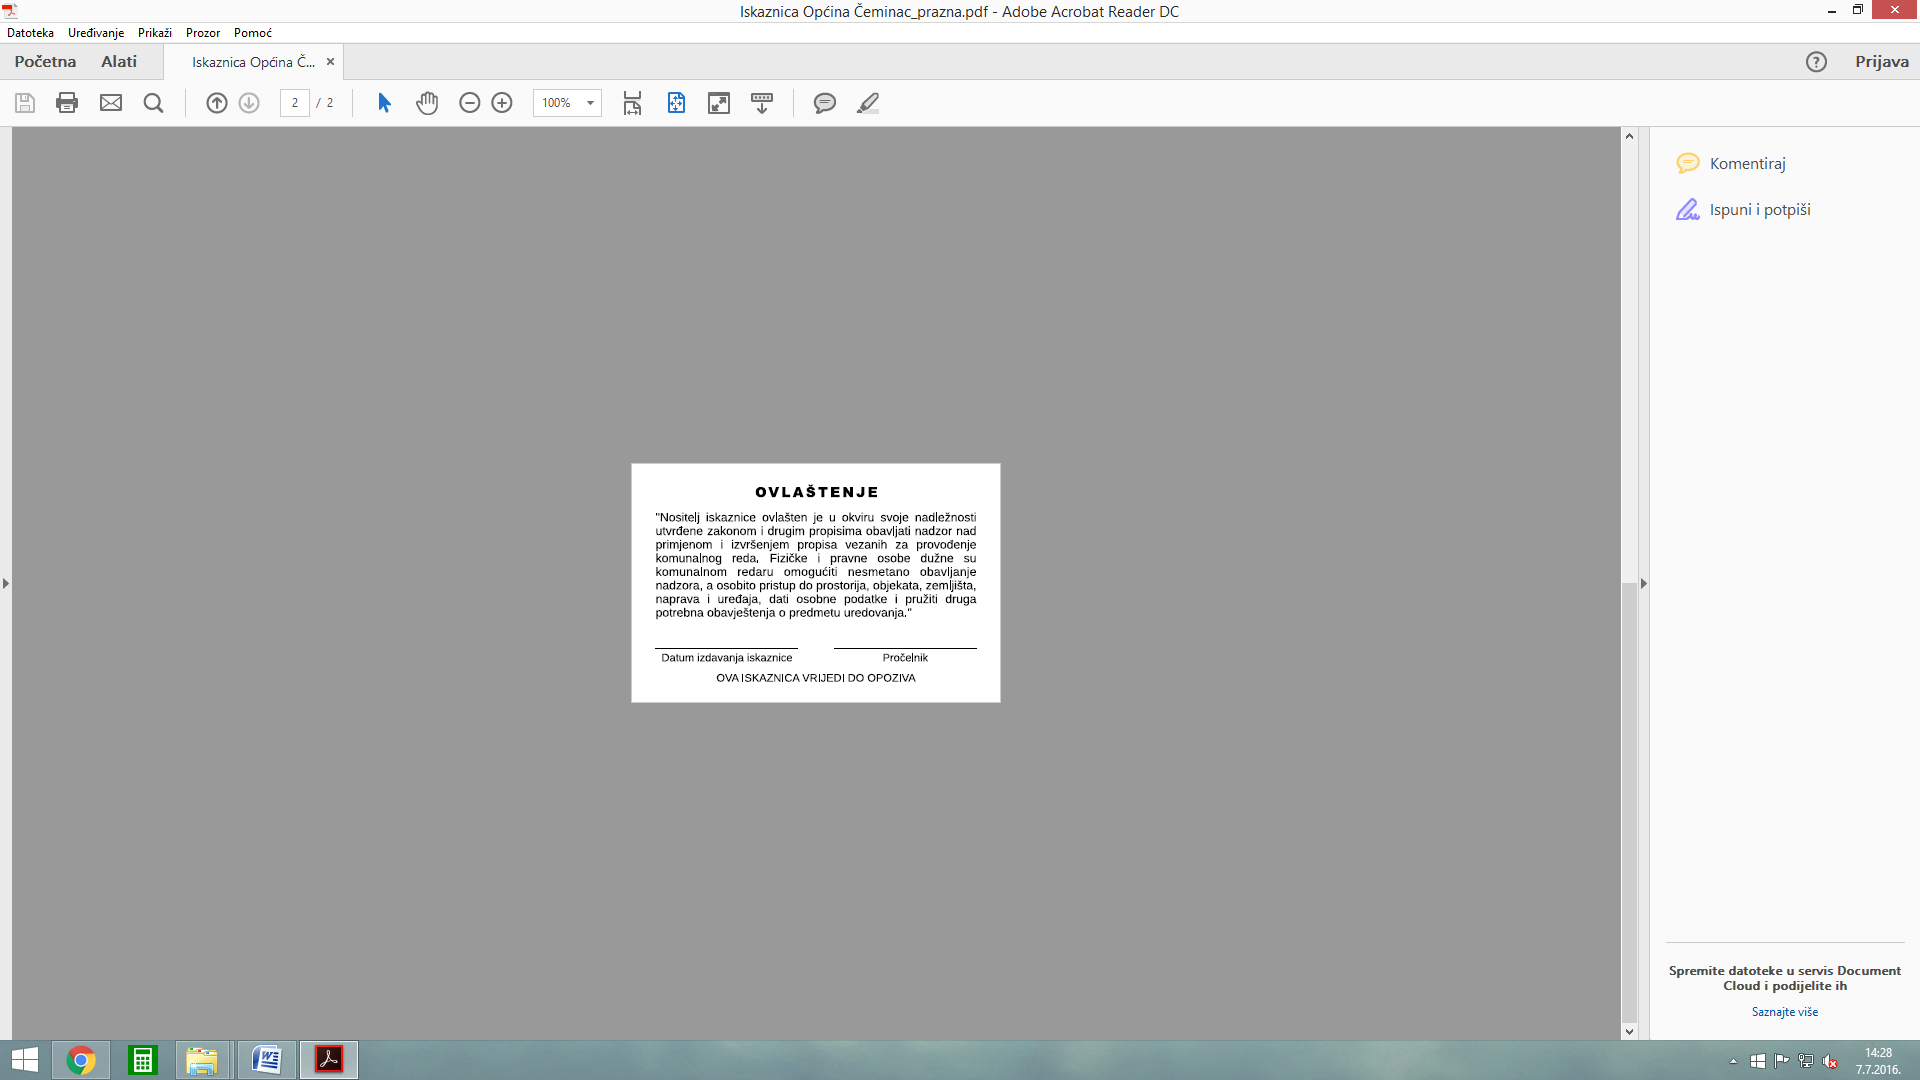 Iskaznica Općina Čeminac_prazna.pdf - Adobe Acrobat Reader DC
Datoteka Uređivanje Prikaži Prozor Pomoć
Početna Alati Iskaznica Općina Č... × ? Prijava
2 / 2 100%
Komentiraj
Ispuni i potpiši
OVLAŠTENJE
"Nositelj iskaznice ovlašten je u okviru svoje nadležnosti
utvrđene zakonom i drugim propisima obavljati nadzor nad
primjenom i izvršenjem propisa vezanih za provođenje
komunalnog reda. Fizičke i pravne osobe dužne su
komunalnom redaru omogućiti nesmetano obavljanje
nadzora, a osobito pristup do prostorija, objekata, zemljišta,
naprava i uređaja, dati osobne podatke i pružiti druga
potrebna obavještenja o predmetu uredovanja."
Datum izdavanja iskaznice Pročelnik
OVA ISKAZNICA VRIJEDI DO OPOZIVA
Spremite datoteke u servis Document
Cloud i podijelite ih
Saznajte više
14:28
7.7.2016.